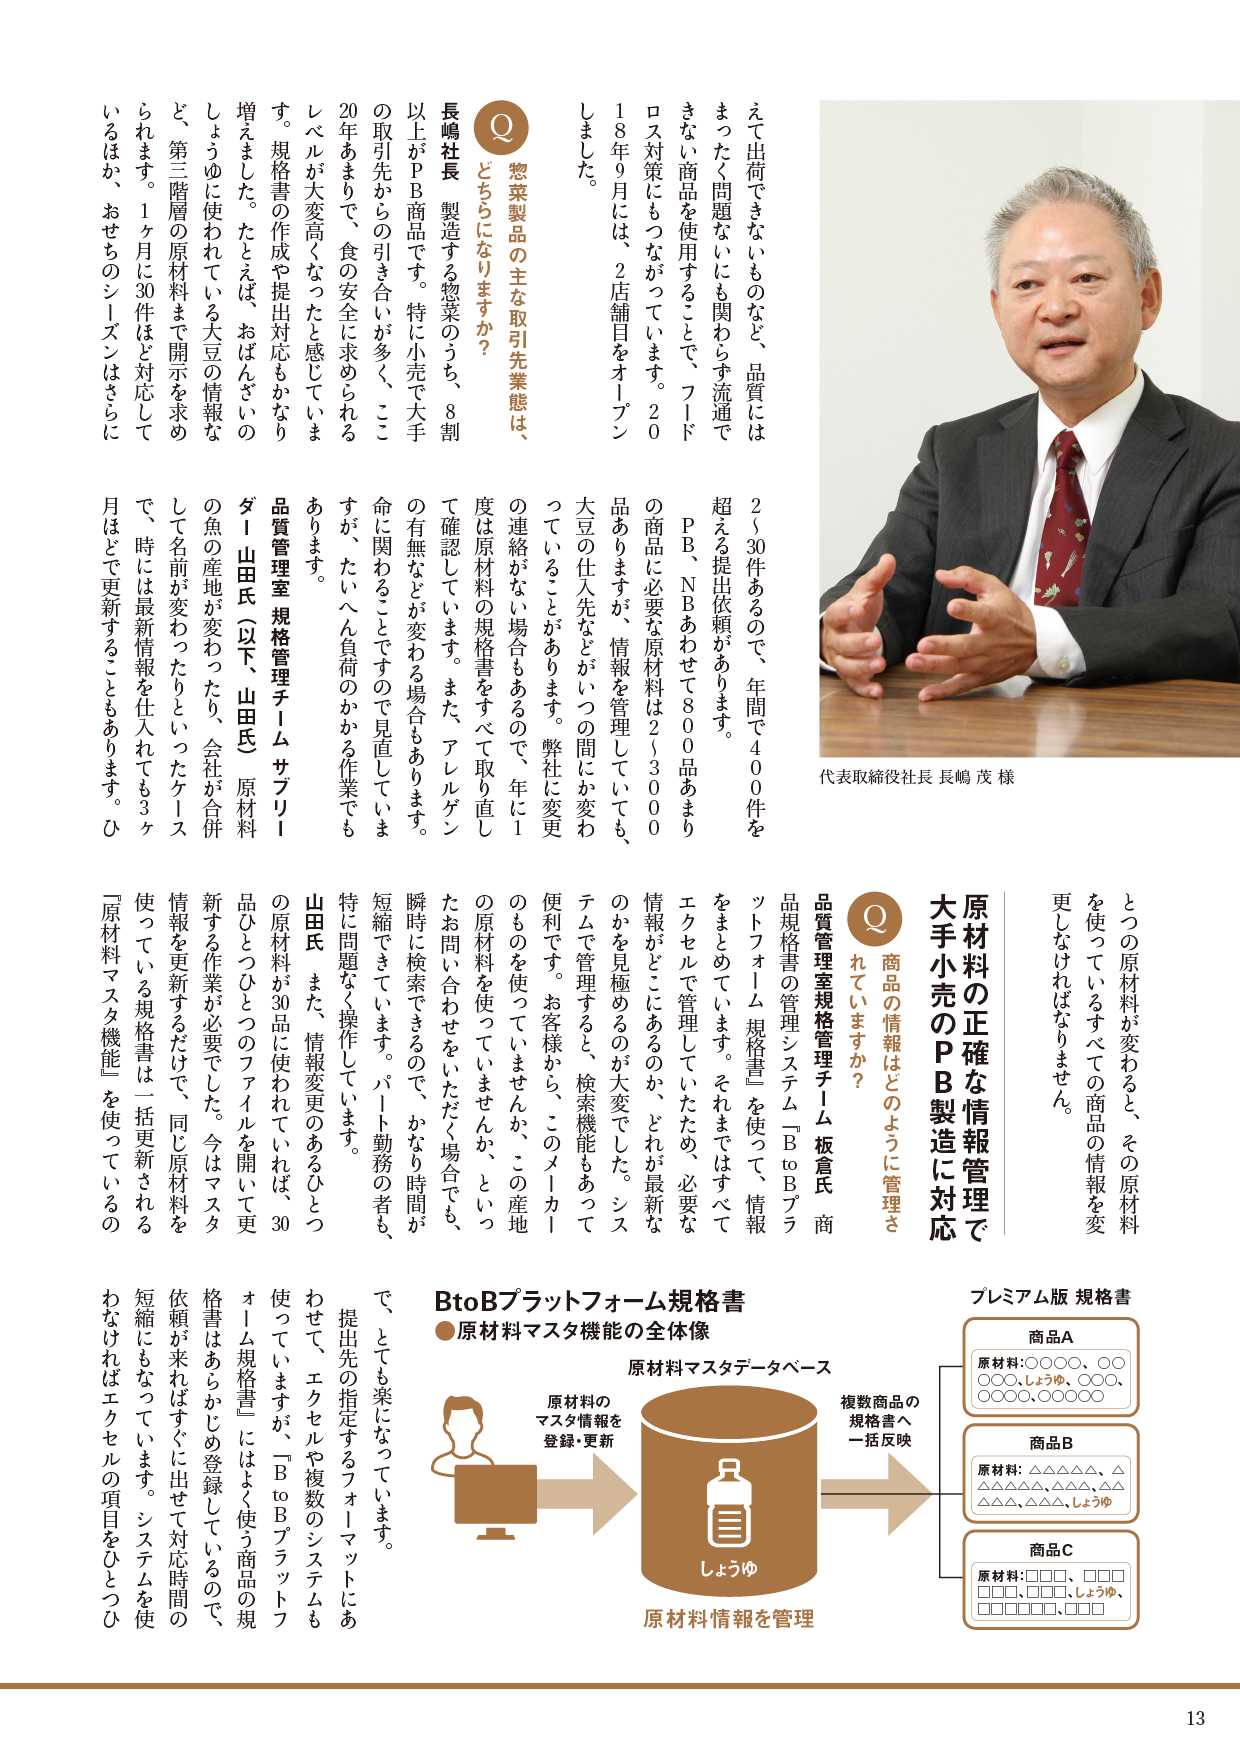 えて出荷できないものなど、品質には
まったく問題ないにも関わらず流通で
きない商品を使用することで、フード
ロス対策にもつながっています。20
18年9月には、2店舗目をオープン
しました。
Q
惣菜製品の主な取引先業態は、
どちらになりますか？
長嶋社長　製造する惣菜のうち、8割
以上がPB商品です。特に小売で大手
の取引先からの引き合いが多く、ここ
20年あまりで、食の安全に求められる
レベルが大変高くなったと感じていま
す。規格書の作成や提出対応もかなり
増えました。たとえば、おばんざいの
しょうゆに使われている大豆の情報な
ど、第三階層の原材料まで開示を求め
られます。1ヶ月に30件ほど対応して
いるほか、おせちのシーズンはさらに
2〜30件あるので、年間で400件を
超える提出依頼があります。
PB、NBあわせて800品あまり
の商品に必要な原材料は2〜3000
品ありますが、情報を管理していても、
大豆の仕入先などがいつの間にか変わ
っていることがあります。弊社に変更
の連絡がない場合もあるので、年に1
度は原材料の規格書をすべて取り直し
て確認しています。また、アレルゲン
の有無などが変わる場合もあります。
命に関わることですので見直していま
すが、たいへん負荷のかかる作業でも
あります。
品質管理室 規格管理チーム サブリー
ダー 山田氏（以下、山田氏）　原材料
の魚の産地が変わったり、会社が合併
して名前が変わったりといったケース
で、時には最新情報を仕入れても3ヶ
月ほどで更新することもあります。ひ
代表取締役社長 長嶋 茂 様
とつの原材料が変わると、その原材料
を使っているすべての商品の情報を変
更しなければなりません。
原材料の正確な情報管理で
大手小売のPB製造に対応
Q
商品の情報はどのように管理さ
れていますか？
品質管理室規格管理チーム 板倉氏　商
品規格書の管理システム『BtoBプラ
ットフォーム 規格書』を使って、情報
をまとめています。それまではすべて
エクセルで管理していたため、必要な
情報がどこにあるのか、どれが最新な
のかを見極めるのが大変でした。シス
テムで管理すると、検索機能もあって
便利です。お客様から、このメーカー
のものを使っていませんか、この産地
の原材料を使っていませんか、といっ
たお問い合わせをいただく場合でも、
瞬時に検索できるので、かなり時間が
短縮できています。パート勤務の者も、
特に問題なく操作しています。
山田氏　また、情報変更のあるひとつ
の原材料が30品に使われていれば、30
品ひとつひとつのファイルを開いて更
新する作業が必要でした。今はマスタ
情報を更新するだけで、同じ原材料を
使っている規格書は一括更新される
『原材料マスタ機能』を使っているの
で、とても楽になっています。
提出先の指定するフォーマットにあ
わせて、エクセルや複数のシステムも
使っていますが、『BtoBプラットフ
ォーム規格書』にはよく使う商品の規
格書はあらかじめ登録しているので、
依頼が来ればすぐに出せて対応時間の
短縮にもなっています。システムを使
わなければエクセルの項目をひとつひ
BtoBプラットフォーム規格書
●原材料マスタ機能の全体像
原材料の
マスタ情報を
登録・更新
原材料マスタデータベース
しょうゆ
原材料情報を管理
複数商品の
規格書へ
一括反映
プレミアム版 規格書
商品A
原材料:○○○○、○○
○○○、しょうゆ、○○○、
○○○○、○○○○○
商品B
原材料: △△△△△、△
△△△△△、△△△、△△
△△△、△△△、しょうゆ
商品C
原材料:□□□、□□□
□□□、□□□、しょうゆ、
□□□□□□、□□□
13